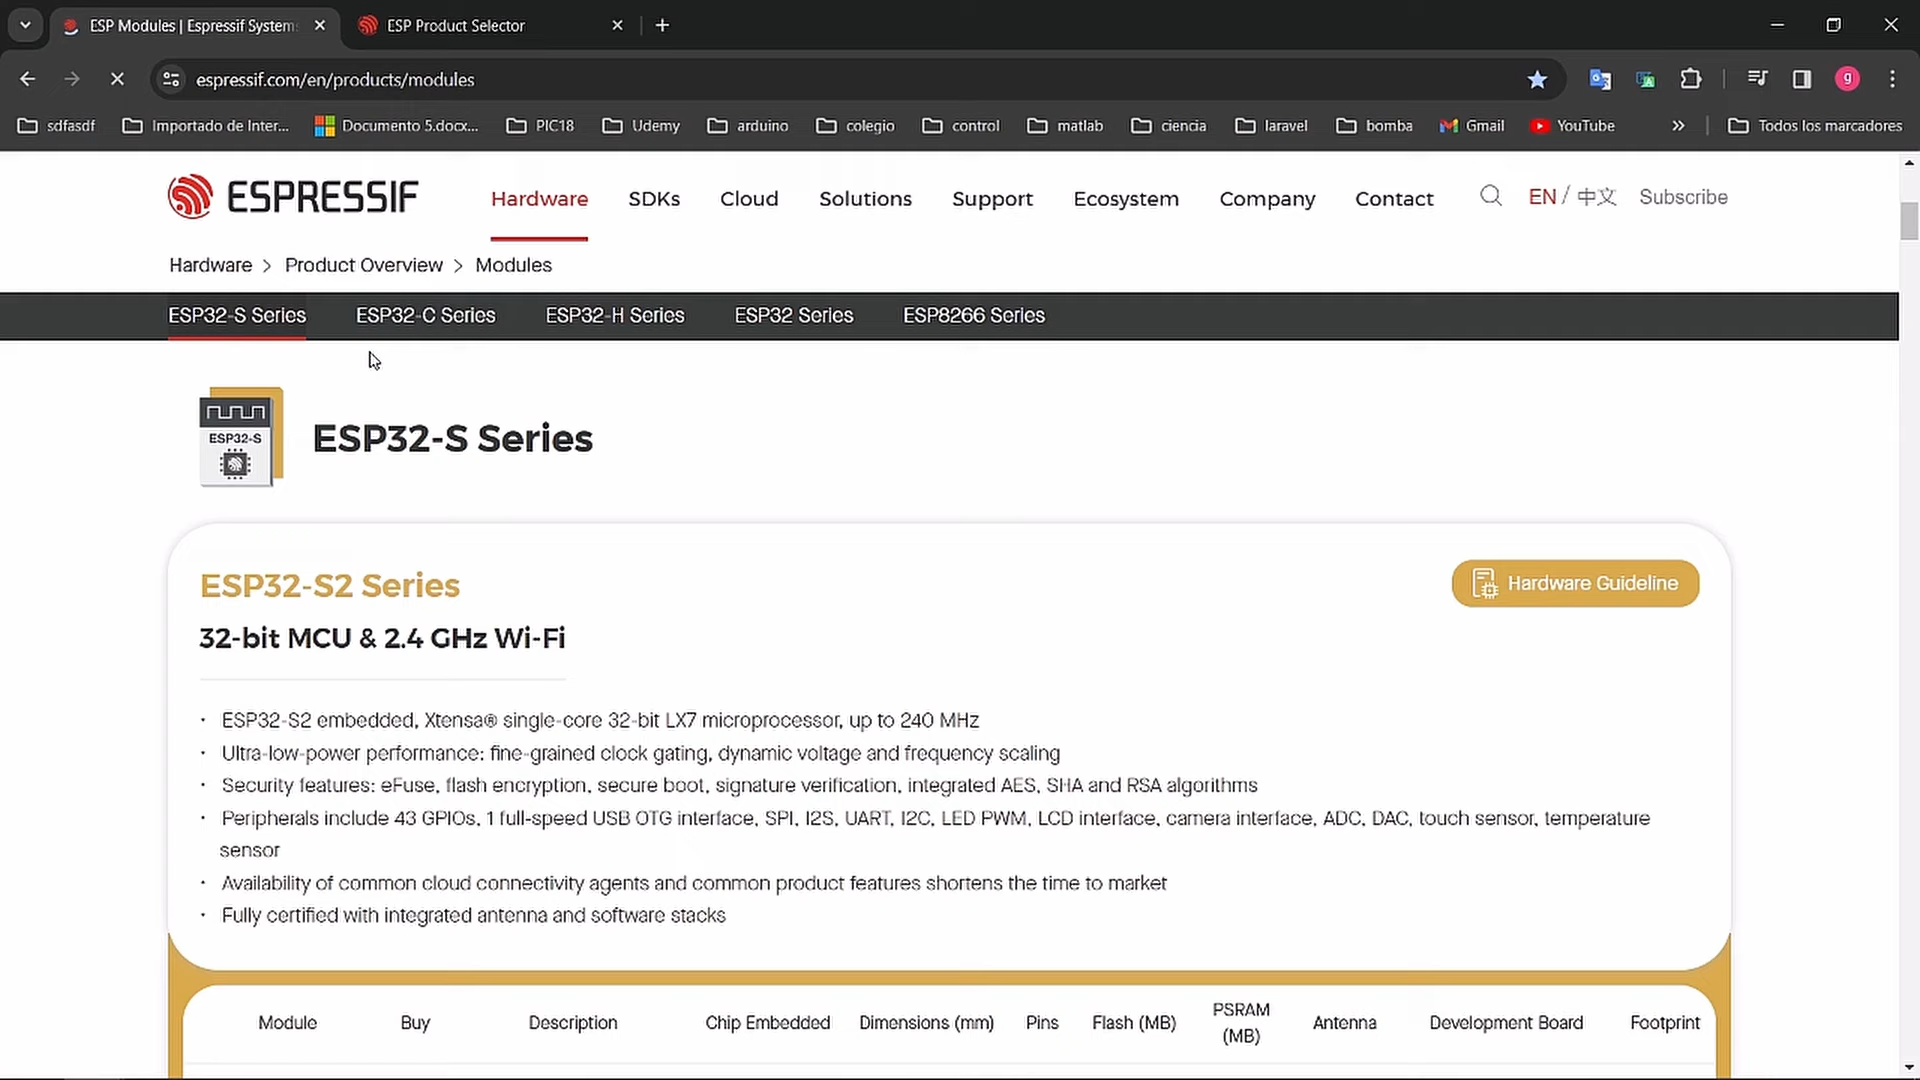 ESP Modules | Espressif Systems
ESP Product Selector
espressif.com/en/products/modules
g
sdfasdf
Importado de Inter...
Documento 5.docx...
PIC18
Udemy
arduino
colegio
control
matlab
ciencia
laravel
bomba
Gmail
YouTube
Todos los marcadores
ESPRESSIF
Hardware
SDKs
Cloud
Solutions
Support
Ecosystem
Company
Contact
EN / 中文
Subscribe
Hardware > Product Overview > Modules
ESP32-S Series
ESP32-C Series
ESP32-H Series
ESP32 Series
ESP8266 Series
ESP32-S
ESP32-S Series
ESP32-S2 Series
Hardware Guideline
32-bit MCU & 2.4 GHz Wi-Fi
· ESP32-S2 embedded, Xtensa® single-core 32-bit LX7 microprocessor, up to 240 MHz
· Ultra-low-power performance: fine-grained clock gating, dynamic voltage and frequency scaling
· Security features: eFuse, flash encryption, secure boot, signature verification, integrated AES, SHA and RSA algorithms
· Peripherals include 43 GPIOs, 1 full-speed USB OTG interface, SPI, I2S, UART, I2C, LED PWM, LCD interface, camera interface, ADC, DAC, touch sensor, temperature
sensor
· Availability of common cloud connectivity agents and common product features shortens the time to market
· Fully certified with integrated antenna and software stacks
Module
Buy
Description
Chip Embedded
Dimensions (mm)
Pins
Flash (MB)
PSRAM
(MB)
Antenna
Development Board
Footprint